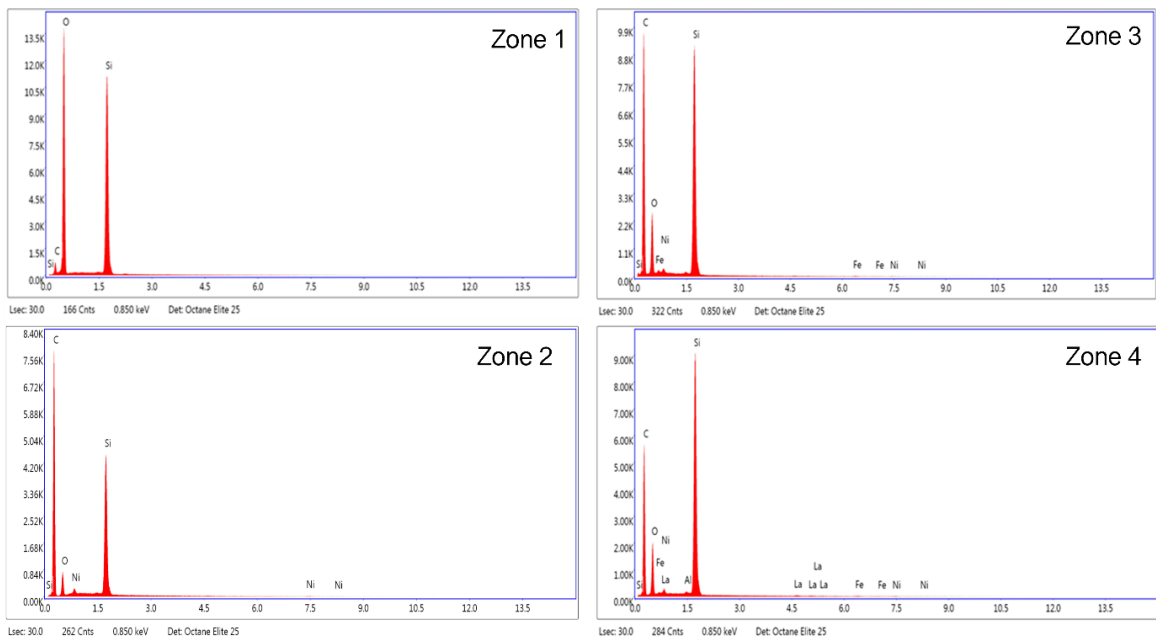 Zone 1
13.5K
12.0K
10.5K
9.0K
7.5K
6.0K
4.5K
3.0K
1.5K
0.0K
O
Si
C
Si
0.0 1.5 3.0 4.5 6.0 7.5 9.0 10.5 12.0 13.5
Lsec: 30.0 166 Cnts 0.850 keV Det: Octane Elite 25
Zone 3
9.9K
8.8K
7.7K
6.6K
5.5K
4.4K
3.3K
2.2K
1.1K
0.0K
C
Si
O
Ni
Fe
Si
Fe Fe Ni Ni
0.0 1.5 3.0 4.5 6.0 7.5 9.0 10.5 12.0 13.5
Lsec: 30.0 322 Cnts 0.850 keV Det: Octane Elite 25
Zone 2
8.40K
7.56K
6.72K
5.88K
5.04K
4.20K
3.36K
2.52K
1.68K
0.84K
0.00K
C
Si
O
Ni
Si
Ni Ni
0.0 1.5 3.0 4.5 6.0 7.5 9.0 10.5 12.0 13.5
Lsec: 30.0 262 Cnts 0.850 keV Det: Octane Elite 25
Zone 4
9.00K
8.00K
7.00K
6.00K
5.00K
4.00K
3.00K
2.00K
1.00K
0.00K
Si
C
O
Ni
Fe
La
La Al
Si
La La La Fe Fe Ni Ni
0.0 1.5 3.0 4.5 6.0 7.5 9.0 10.5 12.0 13.5
Lsec: 30.0 284 Cnts 0.850 keV Det: Octane Elite 25